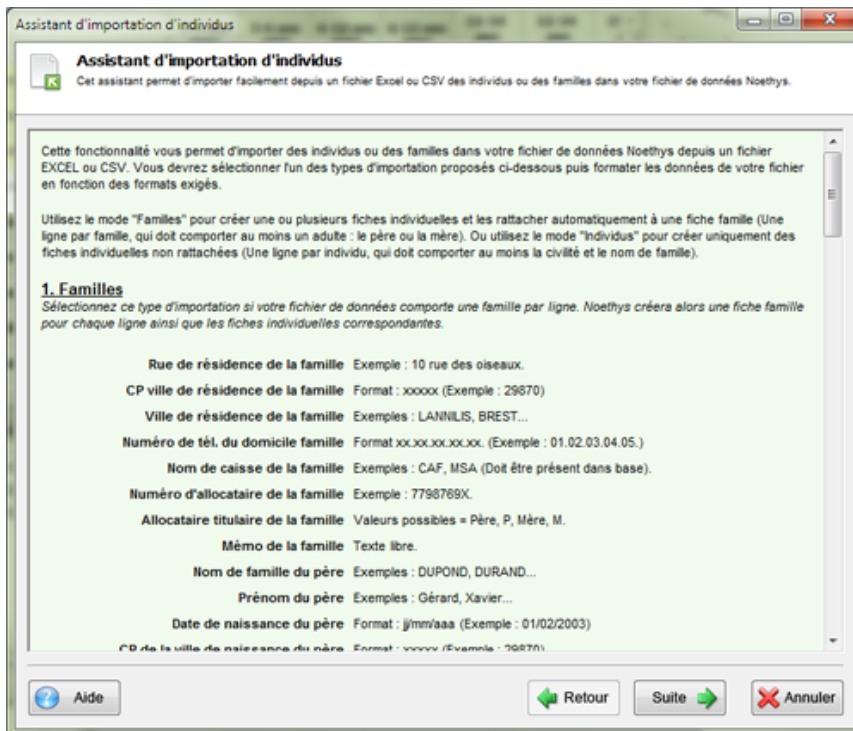 Assistant d'importation d'individus
Assistant d'importation d'individus
Cet assistant permet d'importer facilement depuis un fichier Excel ou CSV des individus ou des familles dans votre fichier de données Noethys.
Cette fonctionnalité vous permet d'importer des individus ou des familles dans votre fichier de données Noethys depuis un fichier
EXCEL ou CSV. Vous devrez sélectionner l'un des types d'importation proposés ci-dessous puis formater les données de votre fichier
en fonction des formats exigés.
Utilisez le mode "Familles" pour créer une ou plusieurs fiches individuelles et les rattacher automatiquement à une fiche famille (Une
ligne par famille, qui doit comporter au moins un adulte : le père ou la mère). Ou utilisez le mode "Individus" pour créer uniquement des
fiches individuelles non rattachées (Une ligne par individu, qui doit comporter au moins la civilité et le nom de famille).
1. Familles
Sélectionnez ce type d'importation si votre fichier de données comporte une famille par ligne. Noethys créera alors une fiche famille
pour chaque ligne ainsi que les fiches individuelles correspondantes.
Rue de résidence de la famille Exemple : 10 rue des oiseaux.
CP ville de résidence de la famille Format : xxxxx (Exemple : 29870)
Ville de résidence de la famille Exemples : LANNILIS, BREST...
Numéro de tél. du domicile famille Format xx.xx.xx.xx.xx. (Exemple : 01.02.03.04.05.)
Nom de caisse de la famille Exemples : CAF, MSA (Doit être présent dans base).
Numéro d'allocataire de la famille Exemple : 7798769X.
Allocataire titulaire de la famille Valeurs possibles = Père, P, Mère, M.
Mémo de la famille Texte libre.
Nom de famille du père Exemples : DUPOND, DURAND...
Prénom du père Exemples : Gérard, Xavier...
Date de naissance du père Format : jj/mm/aaa (Exemple : 01/02/2003)
CP de la ville de naissance du père Format : xxxxx (Exemple : 29870)
Aide
Retour
Suite
Annuler